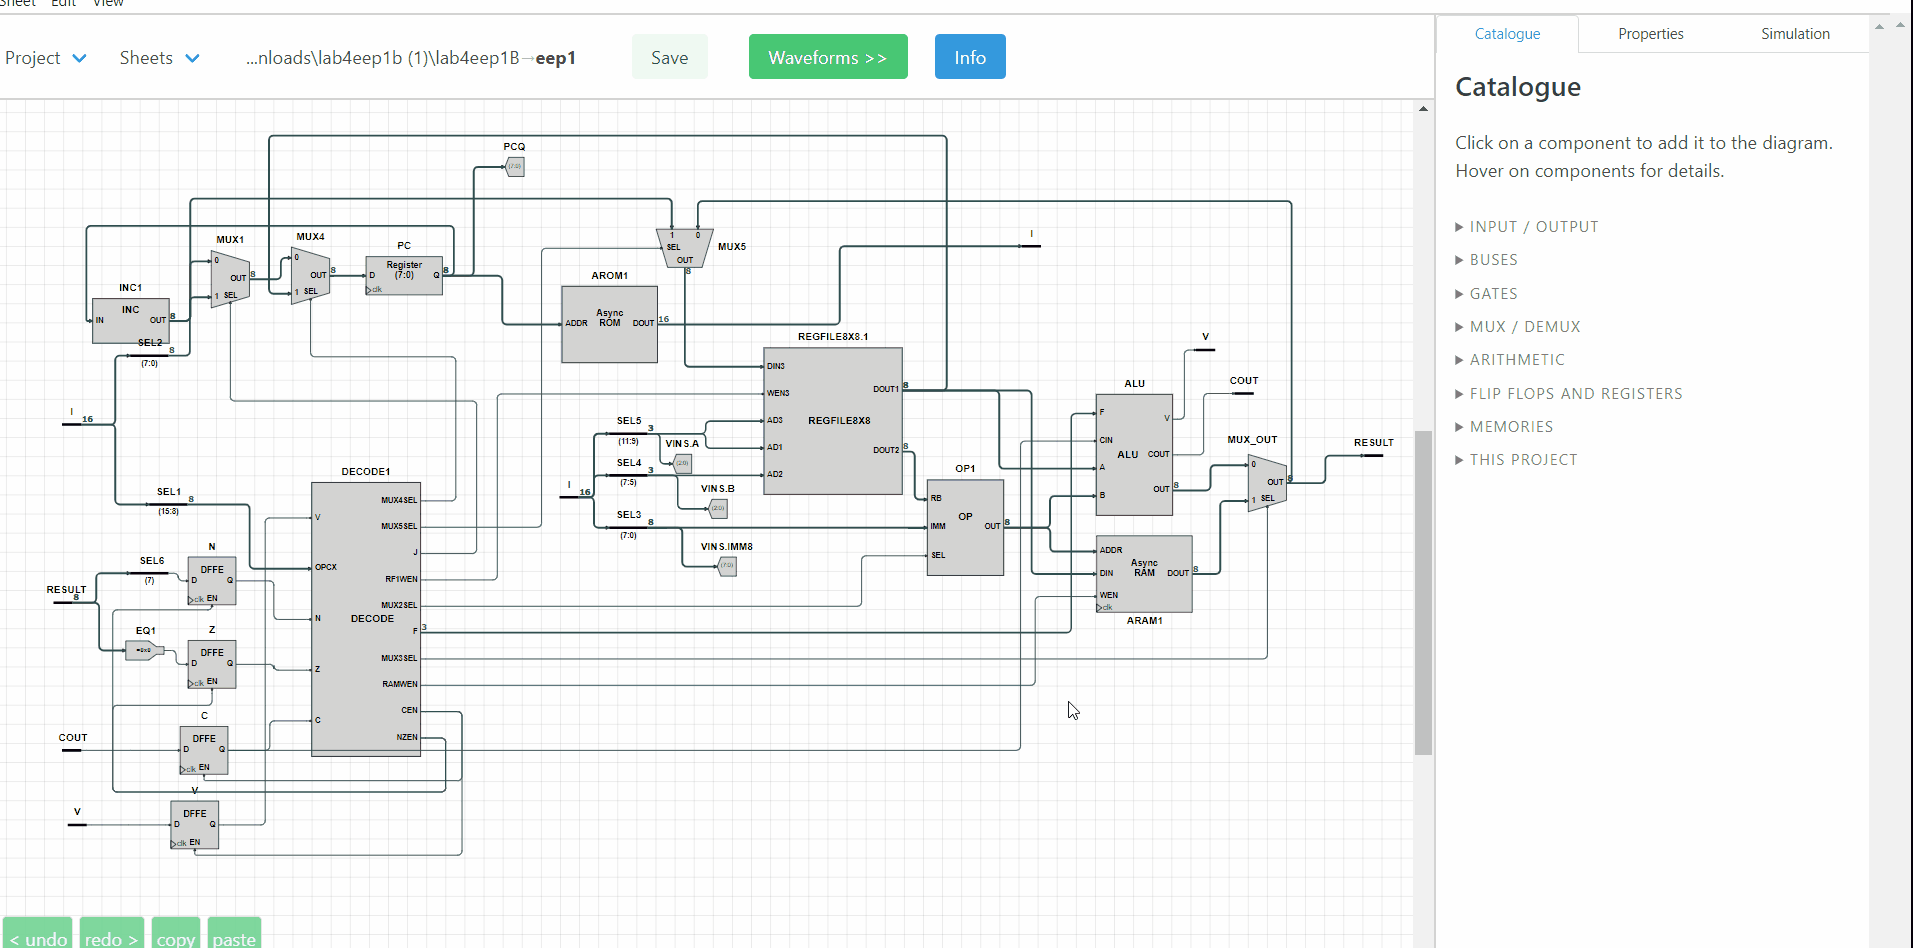 Sheet Edit View
Project Sheets ...nloads\lab4eep1b (1)\lab4eep1B→eep1 Save Waveforms >> Info
Catalogue Properties Simulation
Catalogue
Click on a component to add it to the diagram.
Hover on components for details.
INPUT / OUTPUT
BUSES
GATES
MUX / DEMUX
ARITHMETIC
FLIP FLOPS AND REGISTERS
MEMORIES
THIS PROJECT
PCQ
(7:0)
MUX1
0
OUT 8
1 SEL
MUX4
0
OUT 8
1 SEL
PC
Register
(7:0)
D
Q 8
clk
INC1
INC
IN
OUT 8
SEL2
8
(7:0)
I
16
SEL1
8
(15:8)
MUX5
1 0
SEL
OUT
8
AROM1
Async
ROM
ADDR
DOUT 16
I
REGFILE8X8.1
DIN3
WEN3
AD3
AD1
AD2
REGFILE8X8
DOUT1 8
DOUT2 8
SEL5
3
(11:9)
VINS.A
(2:0)
SEL4
3
(7:5)
VINS.B
(2:0)
I
16
SEL3
8
(7:0)
VINS.IMM8
(7:0)
OP1
RB
OP
IMM
OUT 8
SEL
V
COUT
ALU
F
V
CIN
ALU
COUT
A
OUT 8
B
MUX_OUT
0
OUT 8
1 SEL
RESULT
ADDR
Async
RAM
DIN
DOUT 8
WEN
clk
ARAM1
DECODE1
V
OPCX
N
Z
C
DECODE
MUX4SEL
MUX5SEL
J
RF1WEN
MUX2SEL
F 3
MUX3SEL
RAMWEN
CEN
NZEN
SEL6
(7)
RESULT
8
N
DFFE
D Q
clk EN
EQ1
=0x0
Z
DFFE
D Q
clk EN
COUT
C
DFFE
D Q
clk EN
V
V
DFFE
D Q
clk EN
< undo redo > copy paste